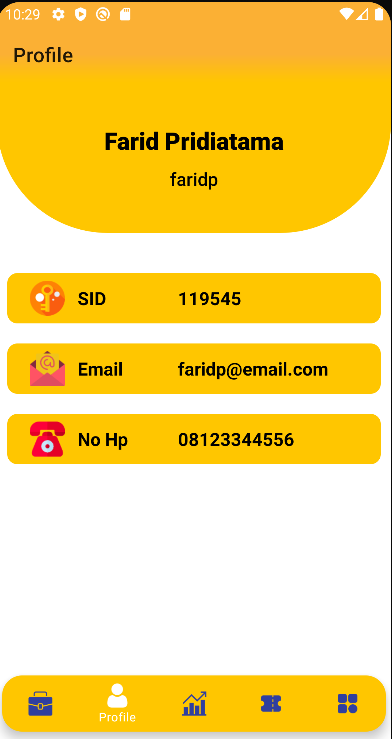 10:29
Profile
Farid Pridiatama
faridp
SID 119545
Email faridp@email.com
No Hp 08123344556
Profile